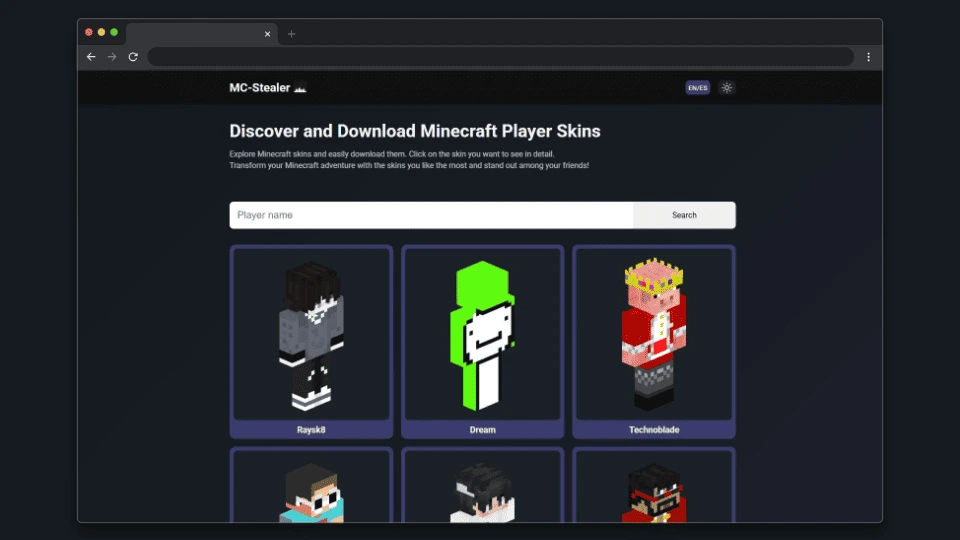 MC-Stealer
EN/ES
Discover and Download Minecraft Player Skins
Explore Minecraft skins and easily download them. Click on the skin you want to see in detail.
Transform your Minecraft adventure with the skins you like the most and stand out among your friends!
Player name
Search
Raysk8
Dream
Technoblade